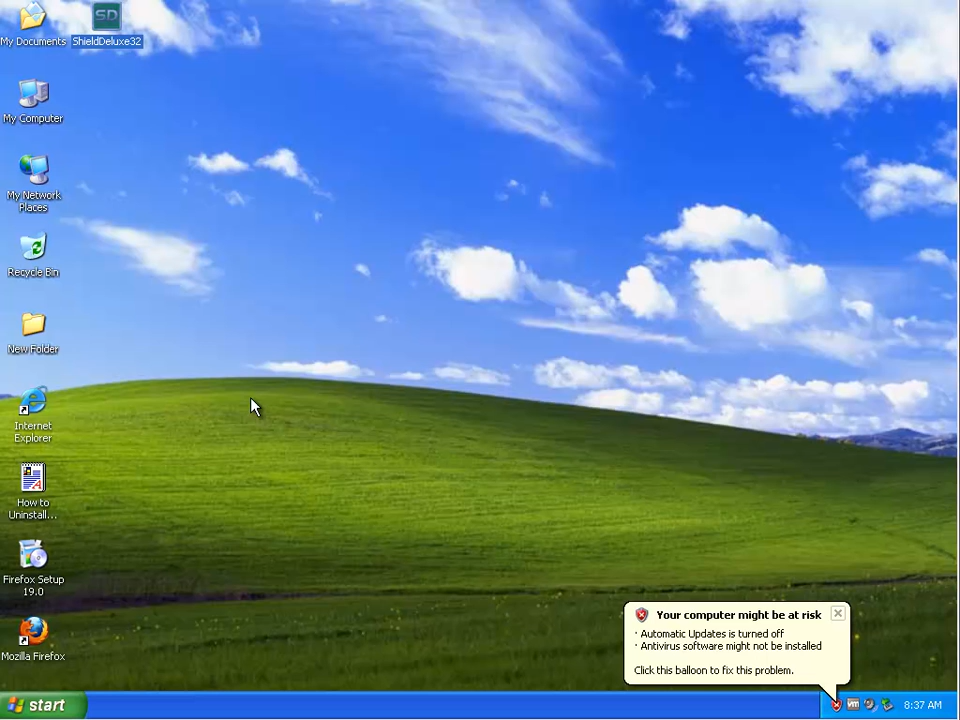 SD
My Documents
ShieldDeluxe32
My Computer
My Network
Places
Recycle Bin
New Folder
Internet
Explorer
How to
Uninstall...
Firefox Setup
19.0
Mozilla Firefox
Your computer might be at risk
· Automatic Updates is turned off
· Antivirus software might not be installed
Click this balloon to fix this problem.
start
vm
8:37 AM